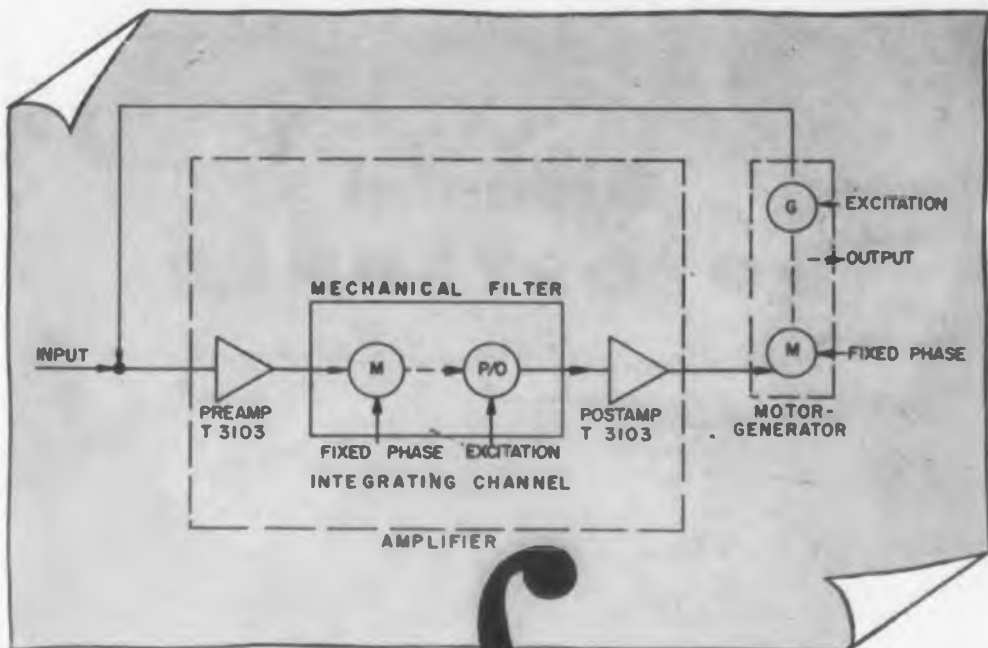 G
EXCITATION
OUTPUT
MECHANICAL FILTER
INPUT
M
P/O
M
FIXED PHASE
PREAMP
T 3103
POSTAMP
T 3103
MOTOR-
GENERATOR
FIXED PHASE
EXCITATION
INTEGRATING CHANNEL
AMPLIFIER